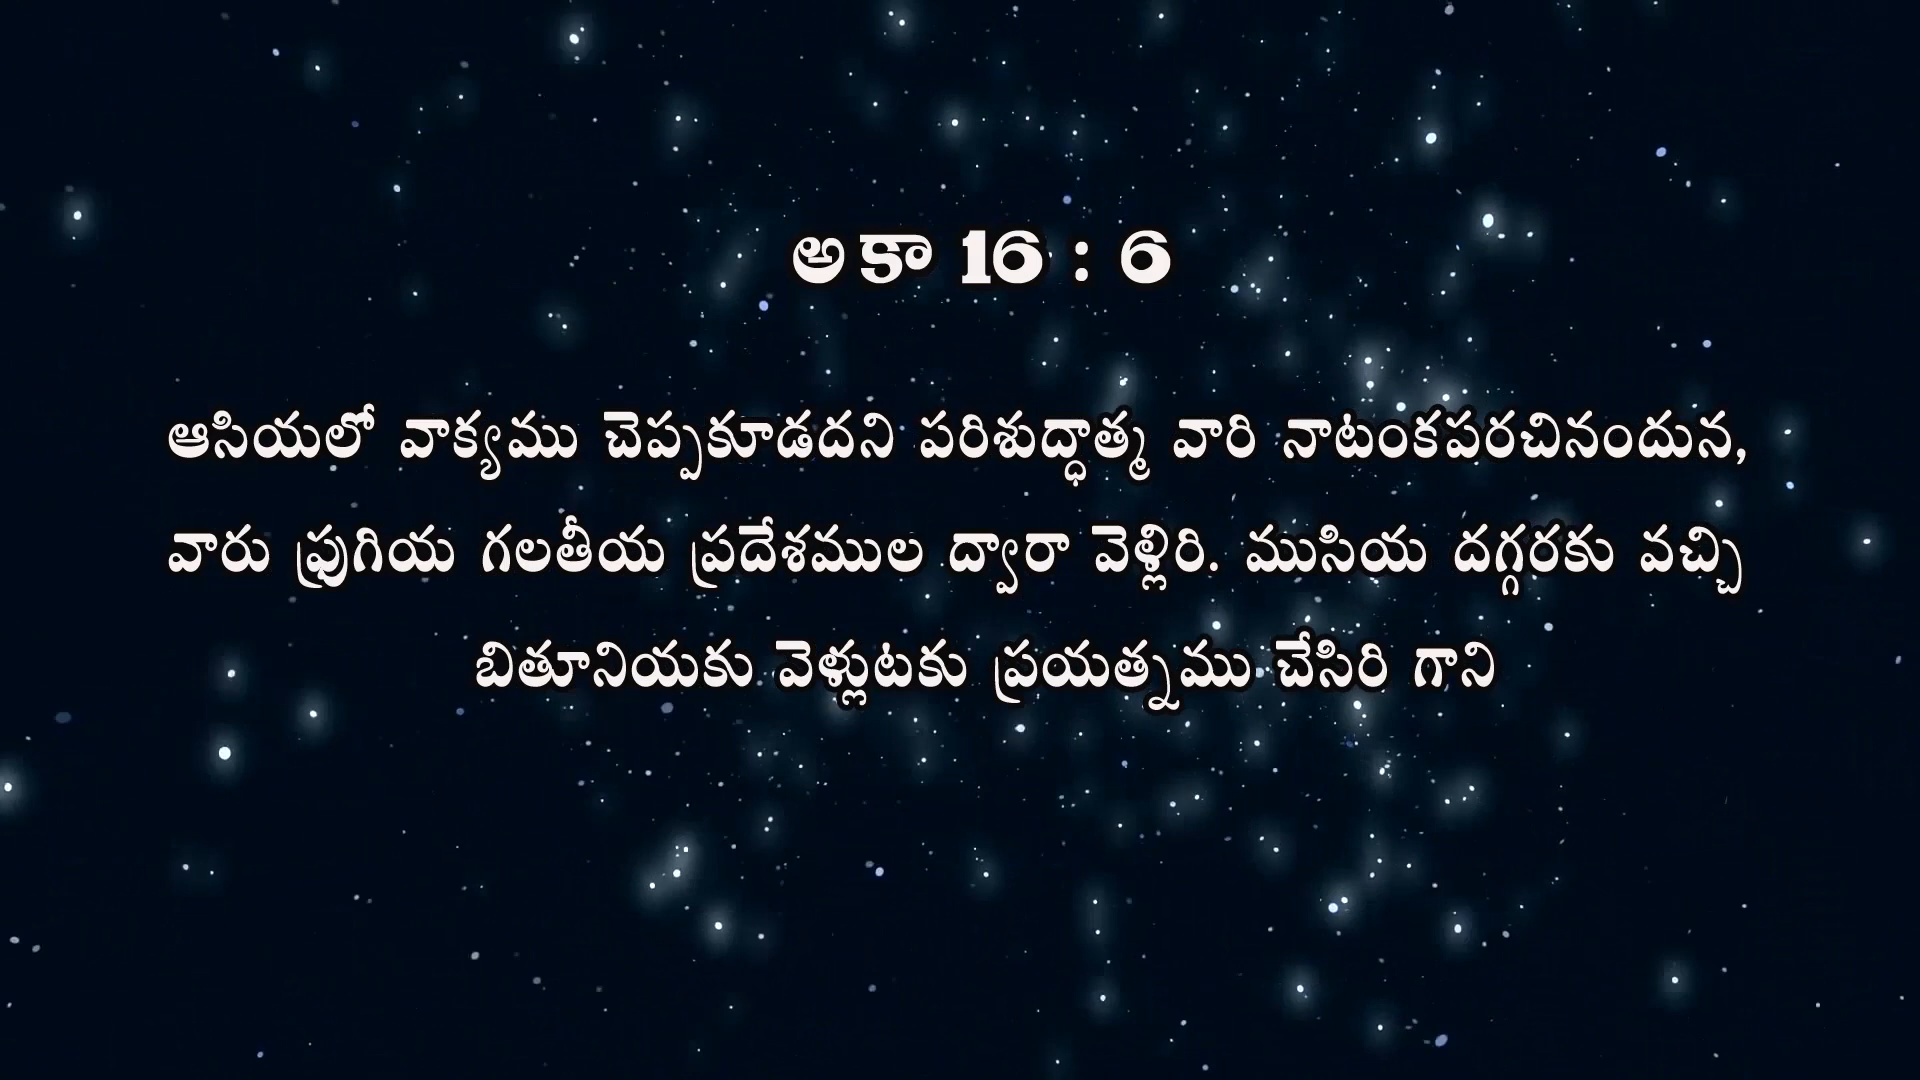 అ కా 16 : 6
ఆసియలో వాక్యము చెప్పకూడదని పరిశుద్ధాత్మ వారి నాటంకపరచినందున,
వారు ఫ్రుగియ గలతీయ ప్రదేశముల ద్వారా వెళ్లిరి. ముసియ దగ్గరకు వచ్చి
బితూనియకు వెళ్లుటకు ప్రయత్నము చేసిరి గాని